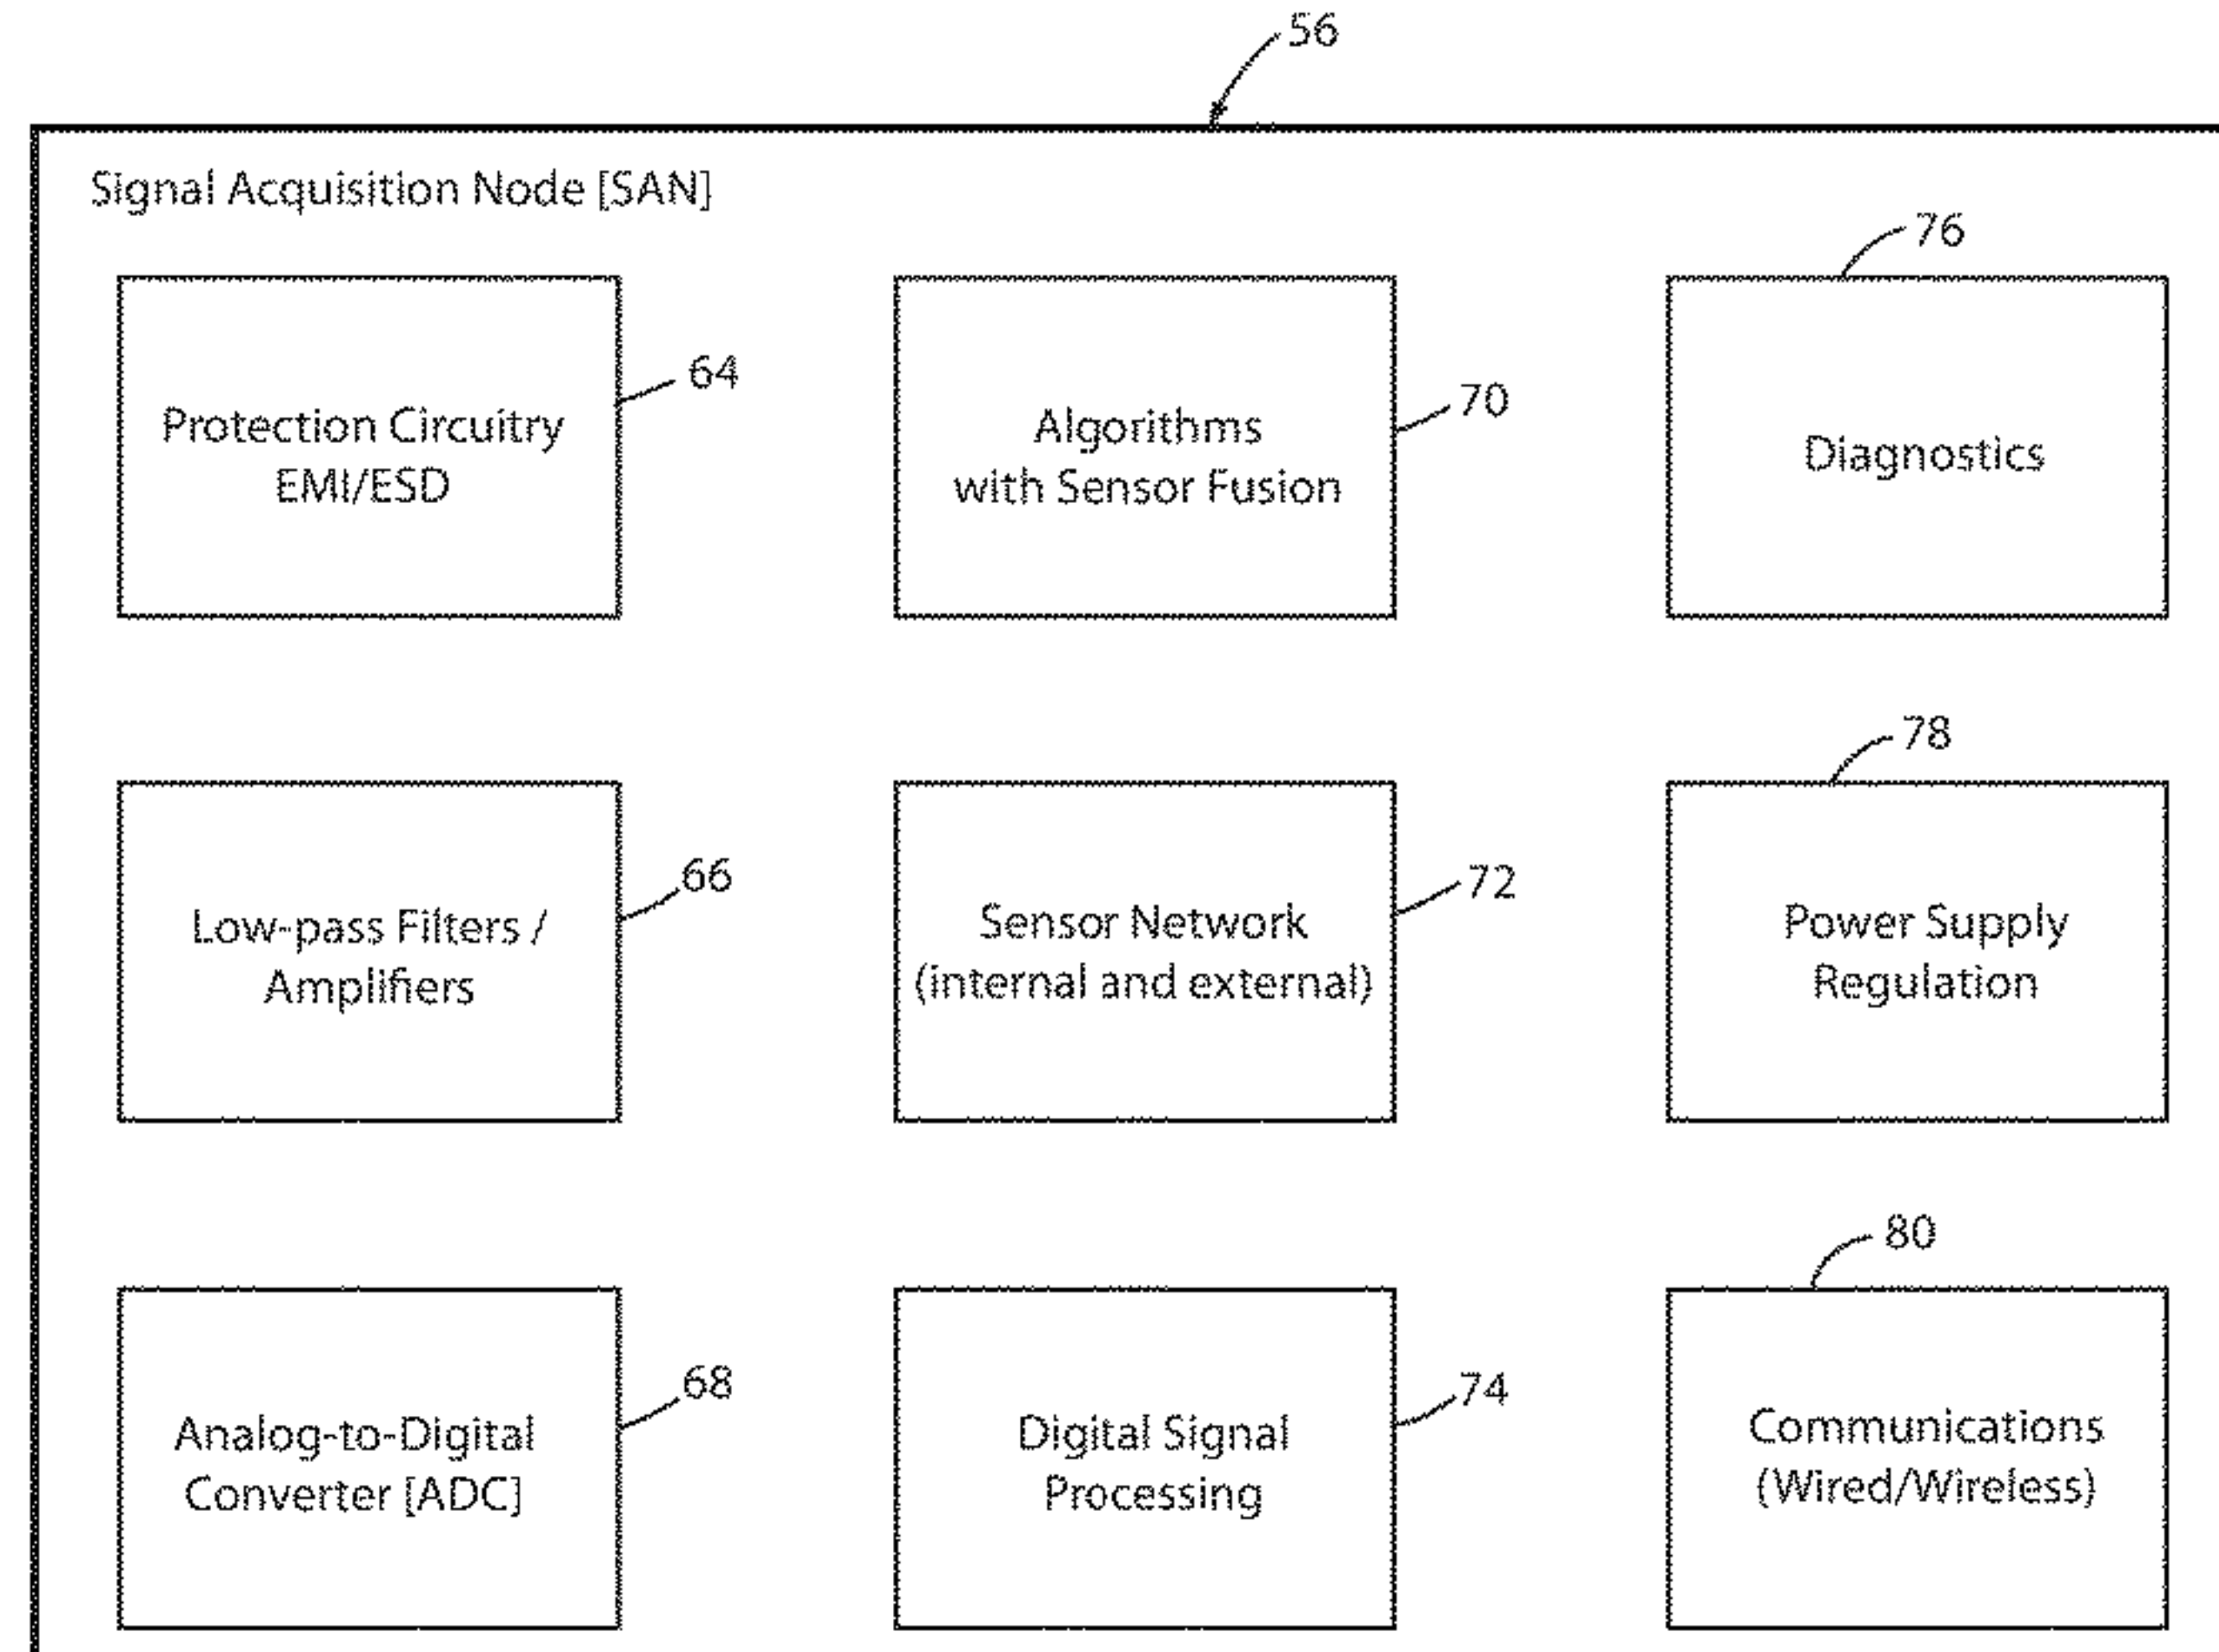 56
Signal Acquisition Node [SAN]
Protection Circuitry
EMI/ESD
64
Algorithms
with Sensor Fusion
70
76
Diagnostics
Low-pass Filters /
Amplifiers
66
Sensor Network
(internal and external)
72
78
Power Supply
Regulation
Analog-to-Digital
Converter [ADC]
68
Digital Signal
Processing
74
80
Communications
(Wired/Wireless)